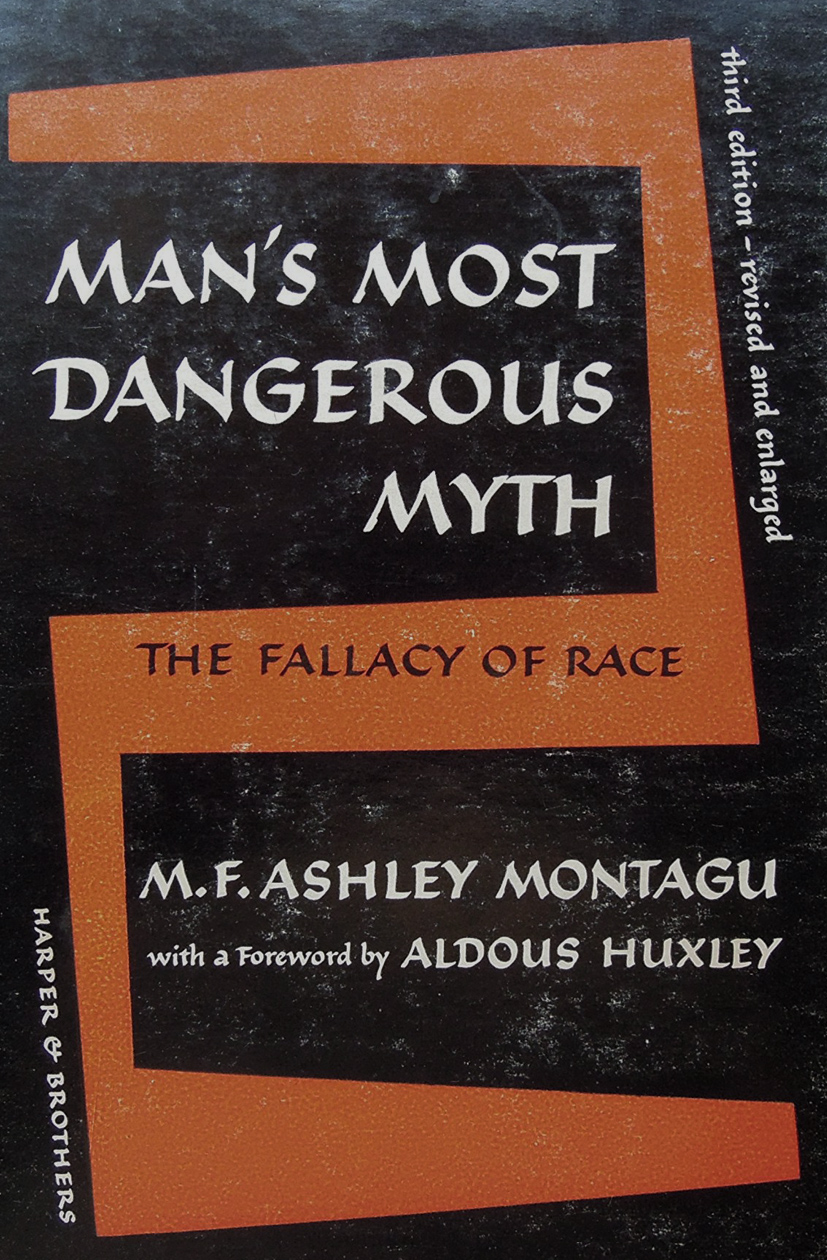 third edition – revised and enlarged
MAN'S MOST
DANGEROUS
MYTH
THE FALLACY OF RACE
M. F. ASHLEY MONTAGU
with a Foreword by ALDOUS HUXLEY
HARPER & BROTHERS